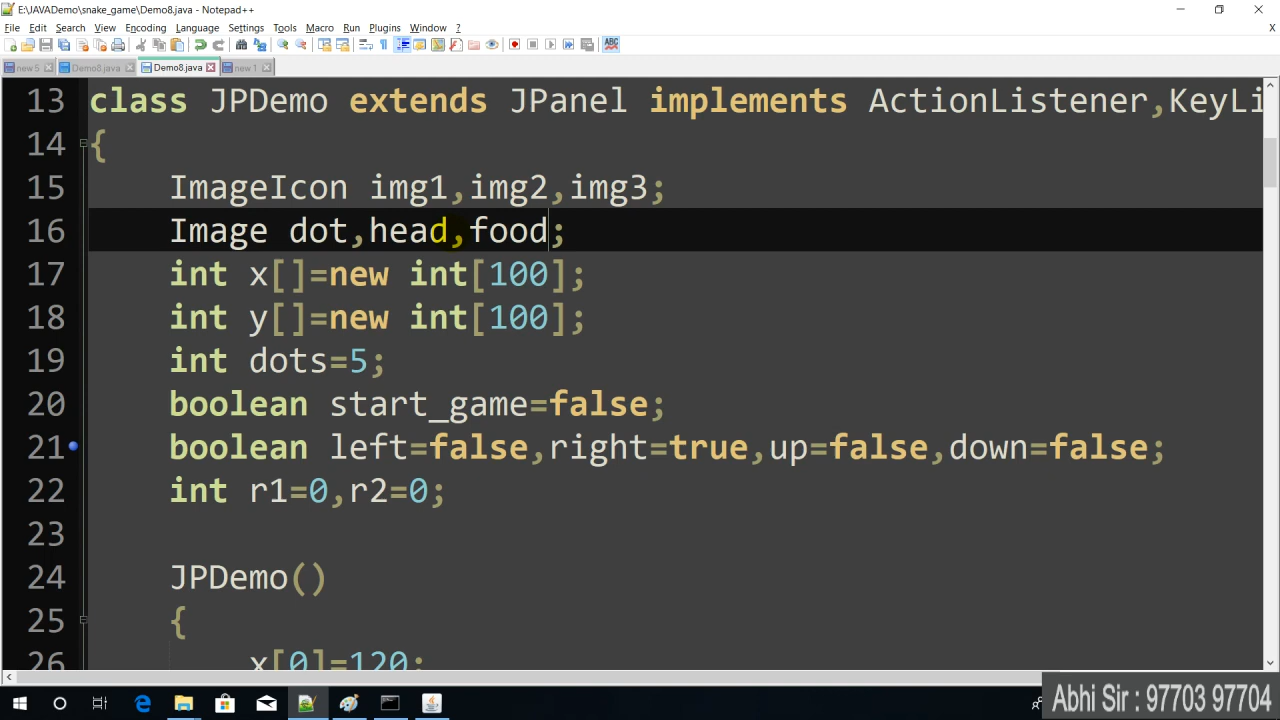 E:\JAVADemo\snake_game\Demo8.java - Notepad++
File Edit Search View Encoding Language Settings Tools Macro Run Plugins Window ?
X
new 5 Demo8.java Demo8.java new 1
13 class JPDemo extends JPanel implements ActionListener,KeyLi
14 {
15 ImageIcon img1,img2,img3;
16 Image dot,head,food;
17 int x[]=new int[100];
18 int y[]=new int[100];
19 int dots=5;
20 boolean start_game=false;
21 boolean left=false,right=true,up=false,down=false;
22 int r1=0,r2=0;
23
24 JPDemo()
25 {
26 x[0]=120;
Abhi Sir : 97703 97704